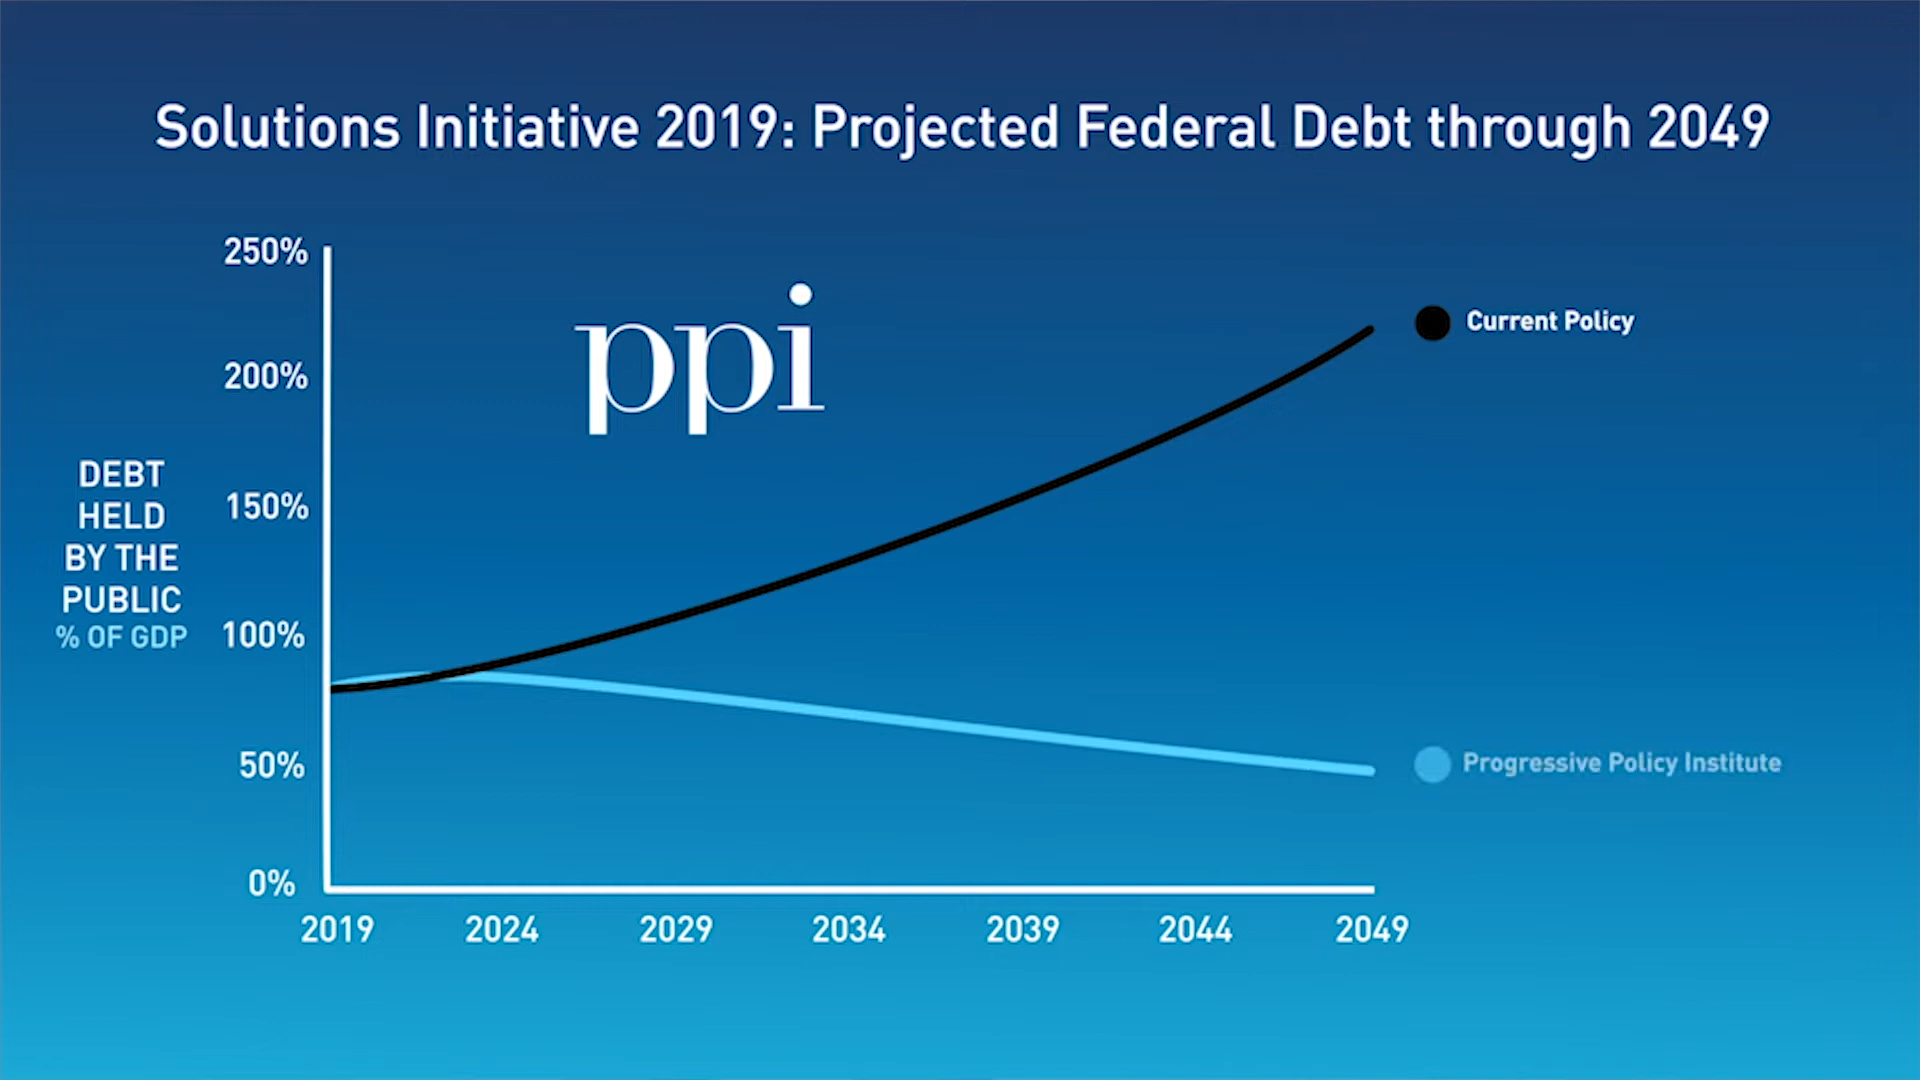 Solutions Initiative 2019: Projected Federal Debt through 2049
250%
ppi
Current Policy
200%
DEBT
HELD
BY THE
PUBLIC
% OF GDP
150%
100%
50%
Progressive Policy Institute
0%
2019 2024 2029 2034 2039 2044 2049